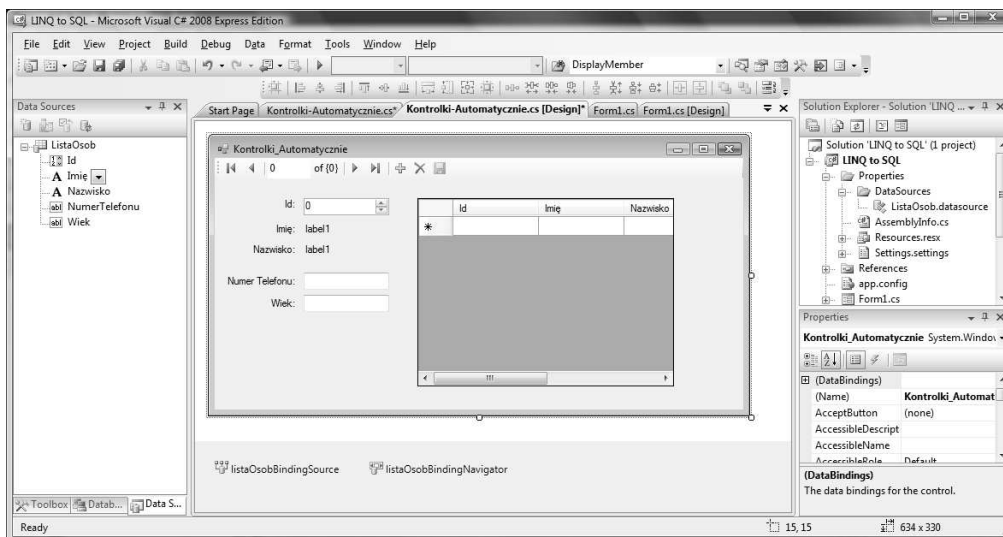 LINQ to SQL - Microsoft Visual C# 2008 Express Edition
File Edit View Project Build Debug Data Format Tools Window Help
DisplayMember
Data Sources
ListaOsob
Id
Imię
Nazwisko
NumerTelefonu
Wiek
Toolbox Datab... Data S...
Start Page Kontrolki-Automatycznie.cs* Kontrolki-Automatycznie.cs [Design]* Form1.cs Form1.cs [Design]
Kontrolki_Automatycznie
0 of {0}
Id: 0
Imię: label1
Nazwisko: label1
Numer Telefonu:
Wiek:
Id Imię Nazwisko
listaOsobBindingSource listaOsobBindingNavigator
Solution Explorer - Solution 'LINQ ...
Solution 'LINQ to SQL' (1 project)
LINQ to SQL
Properties
DataSources
ListaOsob.datasource
AssemblyInfo.cs
Resources.resx
Settings.settings
References
app.config
Form1.cs
Properties
Kontrolki_Automatycznie System.Window
(DataBindings)
(Name) Kontrolki_Automat
AcceptButton (none)
AccessibleDescript
AccessibleName
AccessibleRole Default
(DataBindings)
The data bindings for the control.
Ready 15, 15 634 x 330